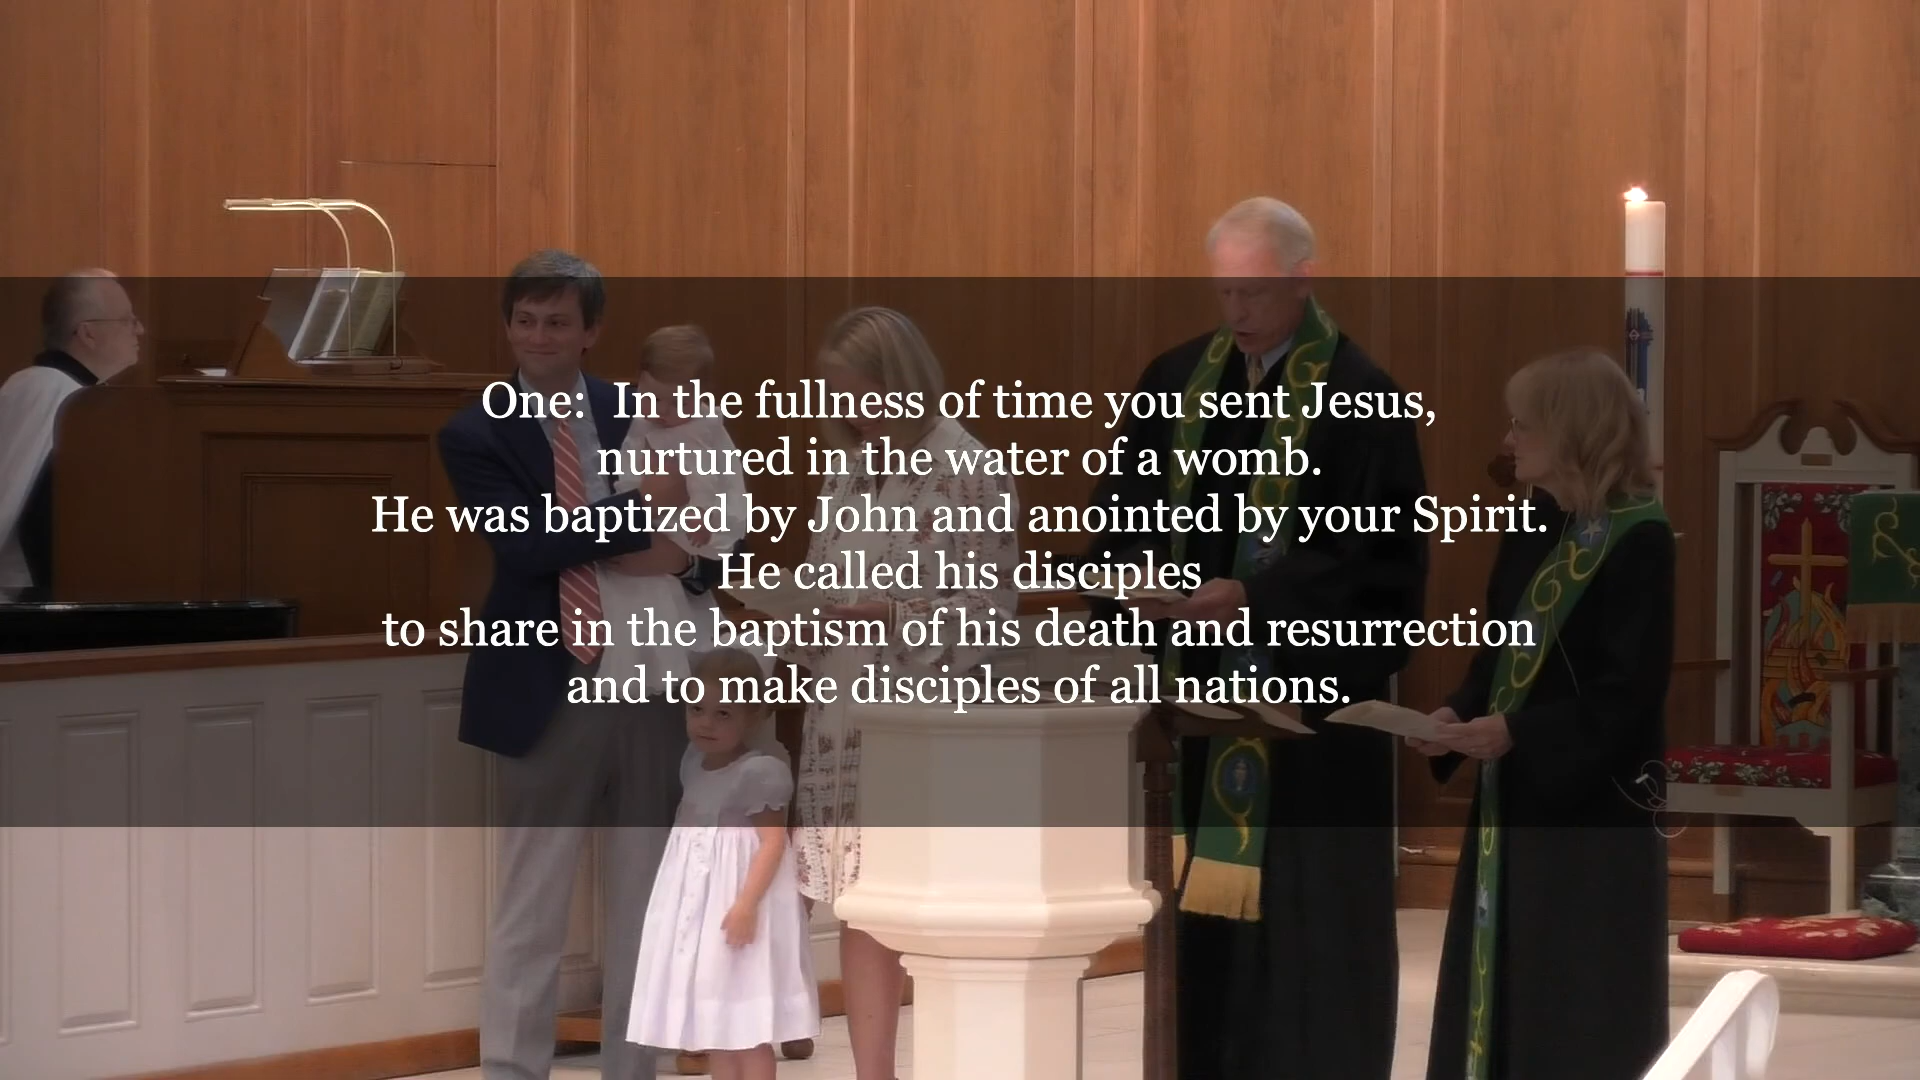 One:  In the fullness of time you sent Jesus,
nurtured in the water of a womb.
He was baptized by John and anointed by your Spirit.
He called his disciples
to share in the baptism of his death and resurrection
and to make disciples of all nations.